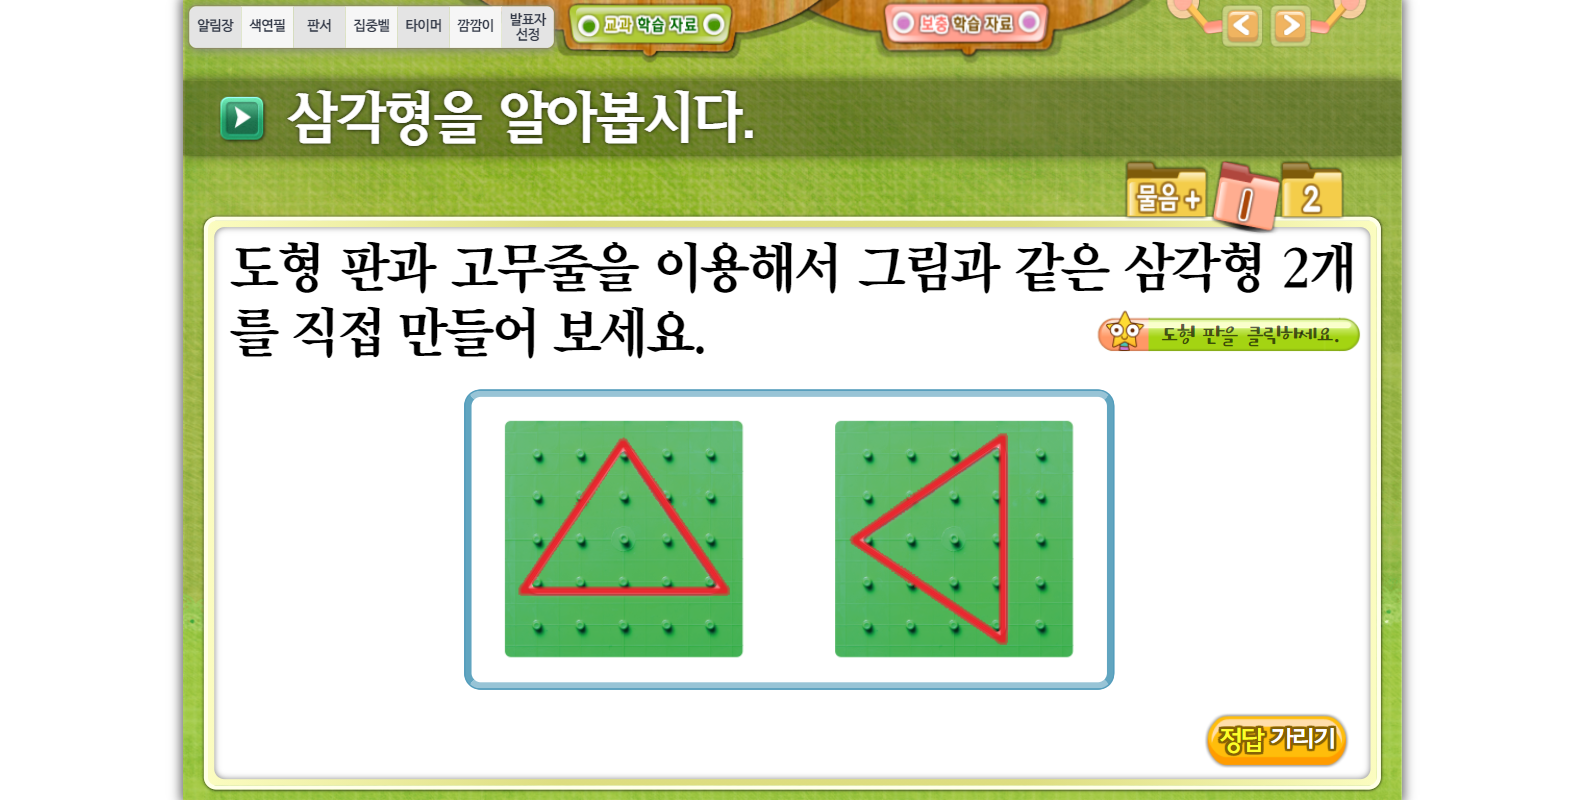 알림장 색연필 판서 집중벨 타이머 깜깜이 발표자 선정
교과 학습 자료
보충 학습 자료
삼각형을 알아봅시다.
물음+ 1 2
도형 판과 고무줄을 이용해서 그림과 같은 삼각형 2개
를 직접 만들어 보세요.
도형 판을 클릭하세요.
정답 가리기